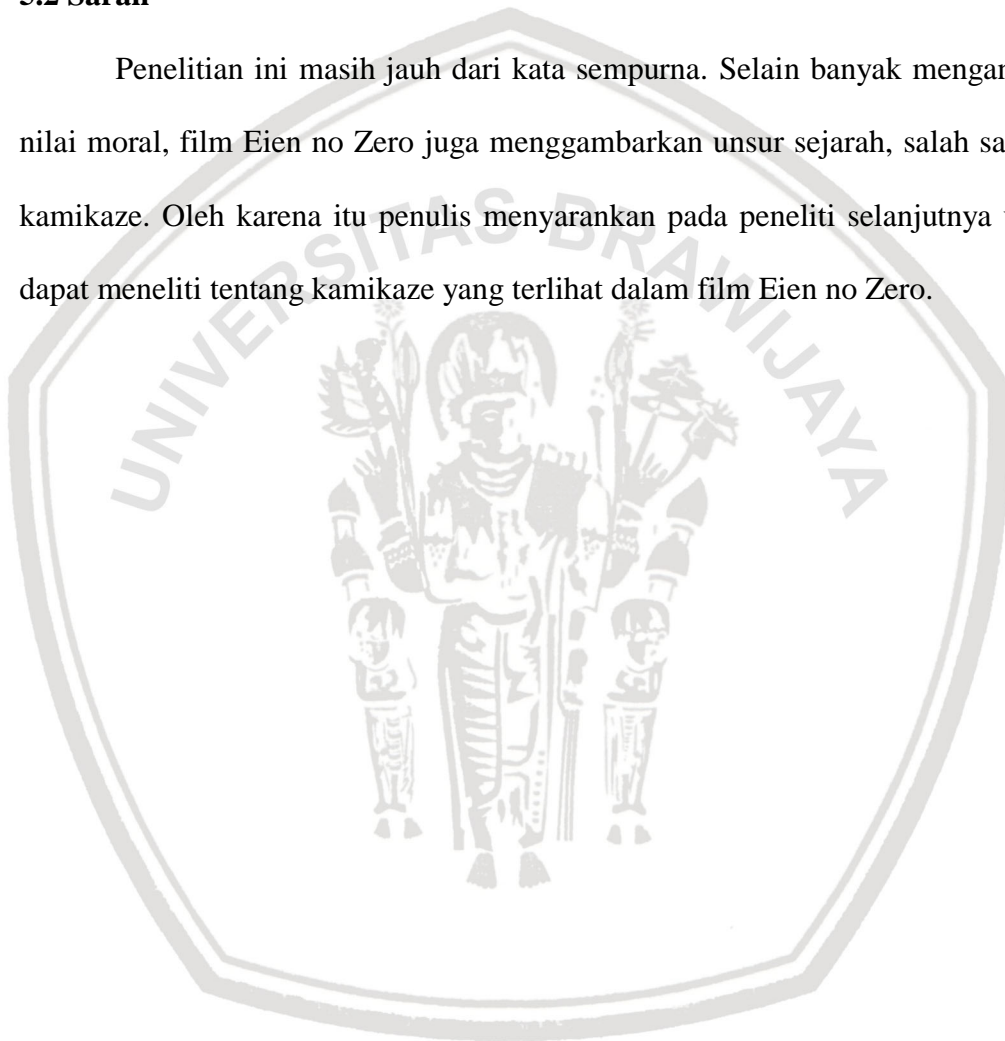 Penelitian ini masih jauh dari kata sempurna. Selain banyak
nilai moral, film Eien no Zero juga menggambarkan unsur sejarah, salah
kamikaze. Oleh karena itu penulis menyarankan pada peneliti selanjutnya
dapat meneliti tentang kamikaze yang terlihat dalam film Eien no Zero.
UNIVERSITAS BRAWIJAYA